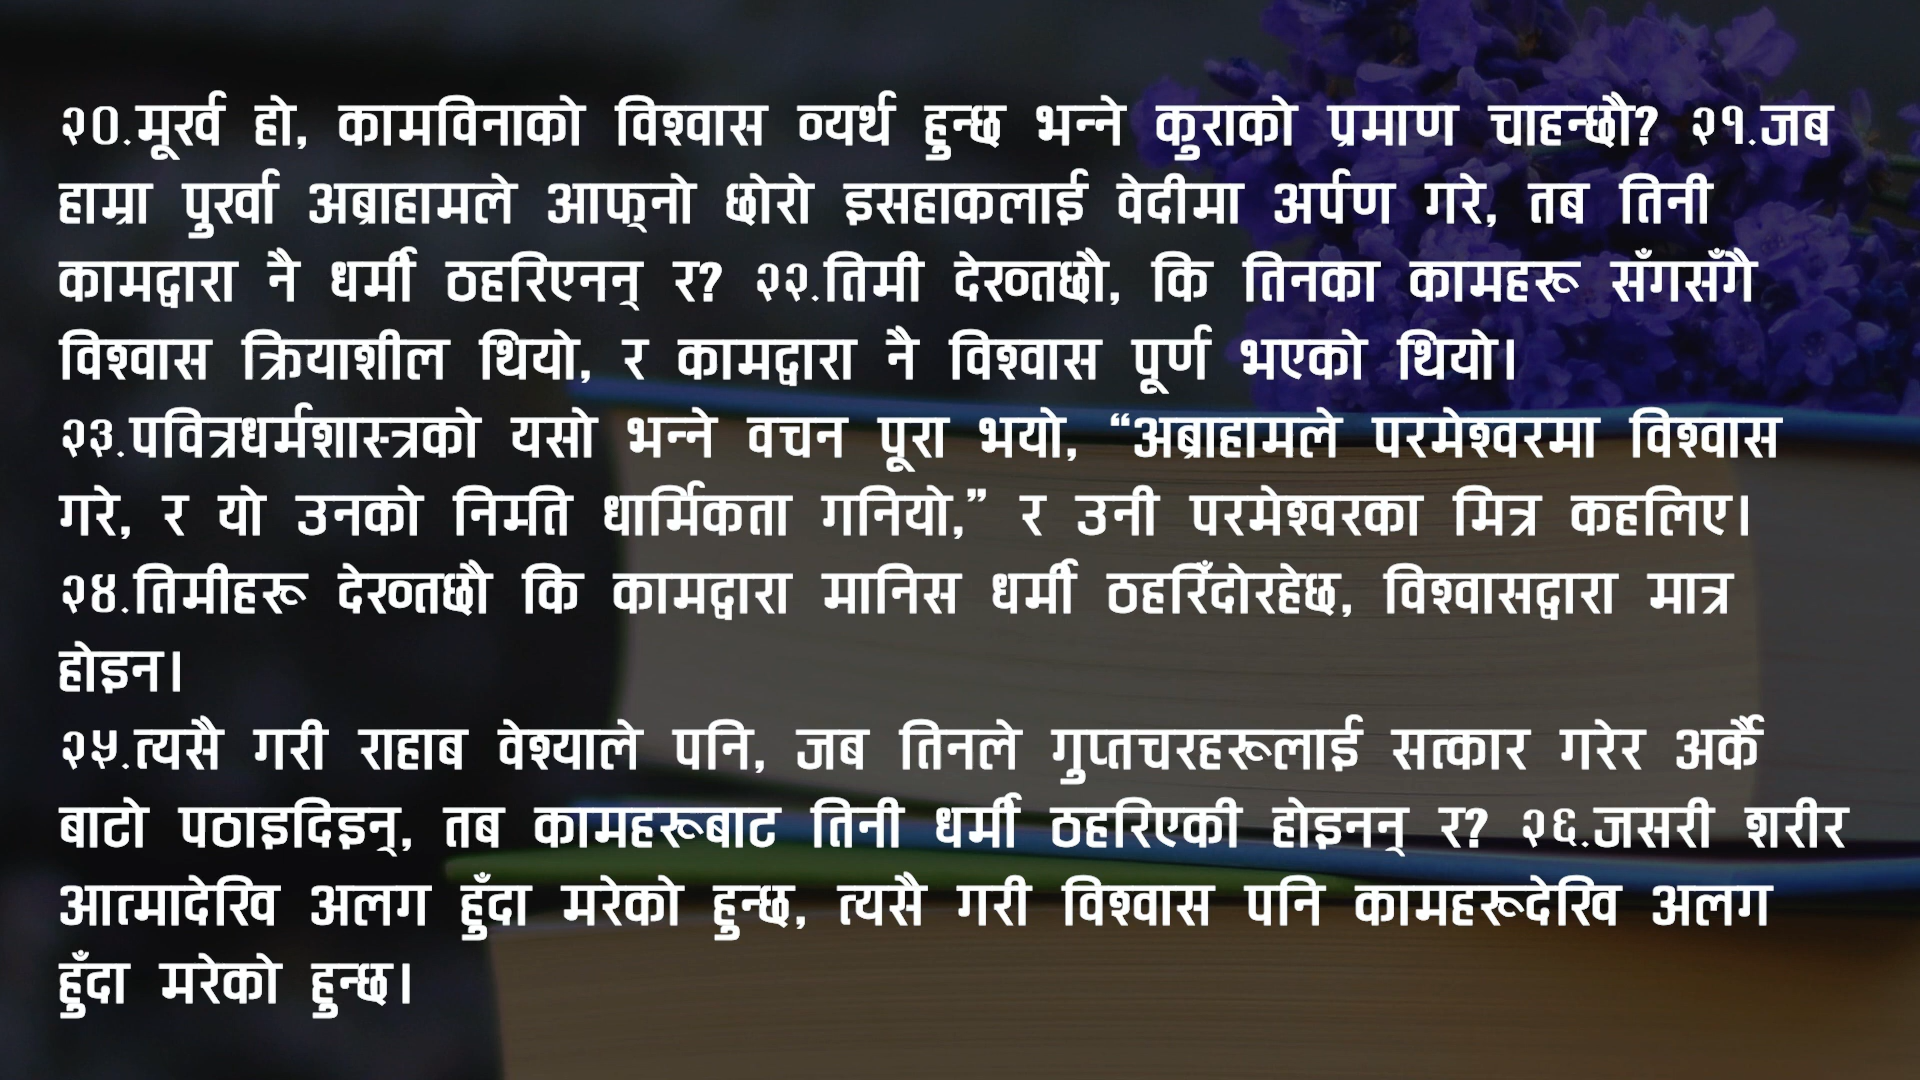 २०.मूर्ख हो, कामविनाको विश्वास व्यर्थ हुन्छ भन्ने कुराको प्रमाण चाहन्छौ? २१.जब
हाम्रा पुर्खा अब्राहामले आफ्‌नो छोरो इसहाकलाई वेदीमा अर्पण गरे, तब तिनी
कामद्वारा नै धर्मी ठहरिएनन् र? २२.तिमी देख्तछौ, कि तिनका कामहरू सँगसँगै
विश्वास क्रियाशील थियो, र कामद्वारा नै विश्वास पूर्ण भएको थियो।
२३.पवित्रधर्मशास्त्रको यसो भन्ने वचन पूरा भयो, “अब्राहामले परमेश्वरमा विश्वास
गरे, र यो उनको निमति धार्मिकता गनियो,” र उनी परमेश्वरका मित्र कहलिए।
२४.तिमीहरू देख्तछौ कि कामद्वारा मानिस धर्मी ठहरिँदोरहेछ, विश्वासद्वारा मात्र
होइन।
२५.त्यसै गरी राहाब वेश्याले पनि, जब तिनले गुप्तचरहरूलाई सत्कार गरेर अर्कै
बाटो पठाइदिइन्, तब कामहरूबाट तिनी धर्मी ठहरिएकी होइनन् र? २६.जसरी शरीर
आत्मादेखि अलग हुँदा मरेको हुन्छ, त्यसै गरी विश्वास पनि कामहरूदेखि अलग
हुँदा मरेको हुन्छ।